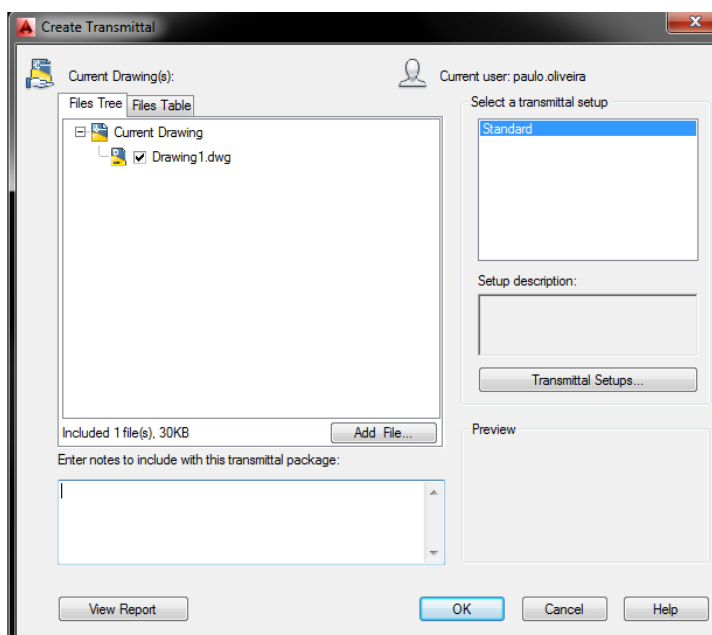 Create Transmittal
Current Drawing(s):
Current user: paulo.oliveira
Files Tree
Files Table
Current Drawing
Drawing1.dwg
Included 1 file(s), 30KB
Add File...
Enter notes to include with this transmittal package:
Select a transmittal setup
Standard
Setup description:
Transmittal Setups...
Preview
View Report
OK
Cancel
Help